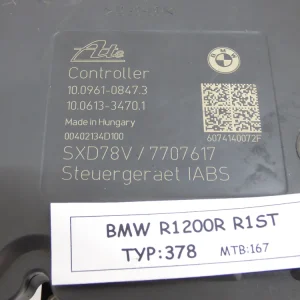 Ate
BMW
Controller
10.0961-0847.3
10.0613-3470.1
Made in Hungary
00402134D100
6074140072F
SXD78V / 7707617
Steuergeraet IABS
BMW R1200R R1ST
TYP:378 MTB:167